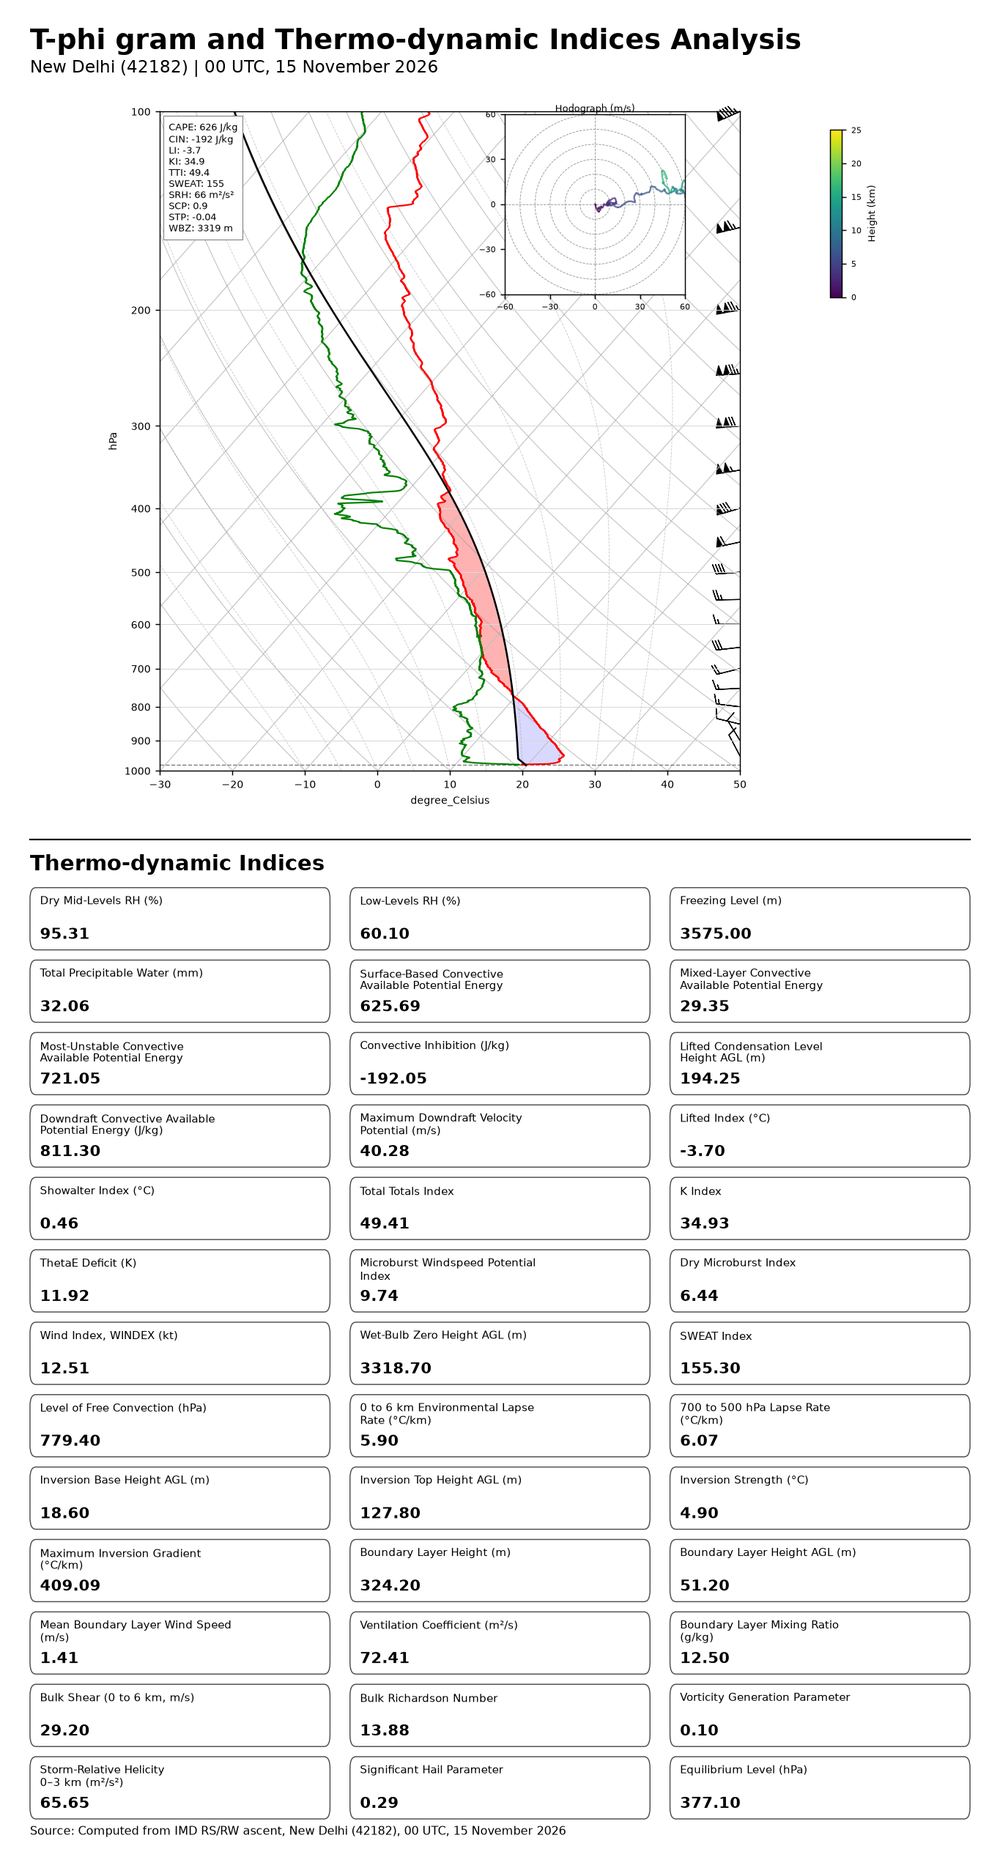 T-phi gram and Thermo-dynamic Indices Analysis
New Delhi (42182) | 00 UTC, 15 November 2026
Hodograph (m/s)
CAPE: 626 J/kg
CIN: -192 J/kg
LI: -3.7
KI: 34.9
TTI: 49.4
SWEAT: 155
SRH: 66 m²/s²
SCP: 0.9
STP: -0.04
WBZ: 3319 m
100
200
300
400
500
600
700
800
900
1000
hPa
−30
−20
−10
0
10
20
30
40
50
degree_Celsius
60
30
0
−30
−60
−60
−30
0
30
60
25
20
15
10
5
0
Height (km)
Thermo-dynamic Indices
Dry Mid-Levels RH (%)
95.31
Low-Levels RH (%)
60.10
Freezing Level (m)
3575.00
Total Precipitable Water (mm)
32.06
Surface-Based Convective
Available Potential Energy
625.69
Mixed-Layer Convective
Available Potential Energy
29.35
Most-Unstable Convective
Available Potential Energy
721.05
Convective Inhibition (J/kg)
-192.05
Lifted Condensation Level
Height AGL (m)
194.25
Downdraft Convective Available
Potential Energy (J/kg)
811.30
Maximum Downdraft Velocity
Potential (m/s)
40.28
Lifted Index (°C)
-3.70
Showalter Index (°C)
0.46
Total Totals Index
49.41
K Index
34.93
ThetaE Deficit (K)
11.92
Microburst Windspeed Potential
Index
9.74
Dry Microburst Index
6.44
Wind Index, WINDEX (kt)
12.51
Wet-Bulb Zero Height AGL (m)
3318.70
SWEAT Index
155.30
Level of Free Convection (hPa)
779.40
0 to 6 km Environmental Lapse
Rate (°C/km)
5.90
700 to 500 hPa Lapse Rate
(°C/km)
6.07
Inversion Base Height AGL (m)
18.60
Inversion Top Height AGL (m)
127.80
Inversion Strength (°C)
4.90
Maximum Inversion Gradient
(°C/km)
409.09
Boundary Layer Height (m)
324.20
Boundary Layer Height AGL (m)
51.20
Mean Boundary Layer Wind Speed
(m/s)
1.41
Ventilation Coefficient (m²/s)
72.41
Boundary Layer Mixing Ratio
(g/kg)
12.50
Bulk Shear (0 to 6 km, m/s)
29.20
Bulk Richardson Number
13.88
Vorticity Generation Parameter
0.10
Storm-Relative Helicity
0–3 km (m²/s²)
65.65
Significant Hail Parameter
0.29
Equilibrium Level (hPa)
377.10
Source: Computed from IMD RS/RW ascent, New Delhi (42182), 00 UTC, 15 November 2026